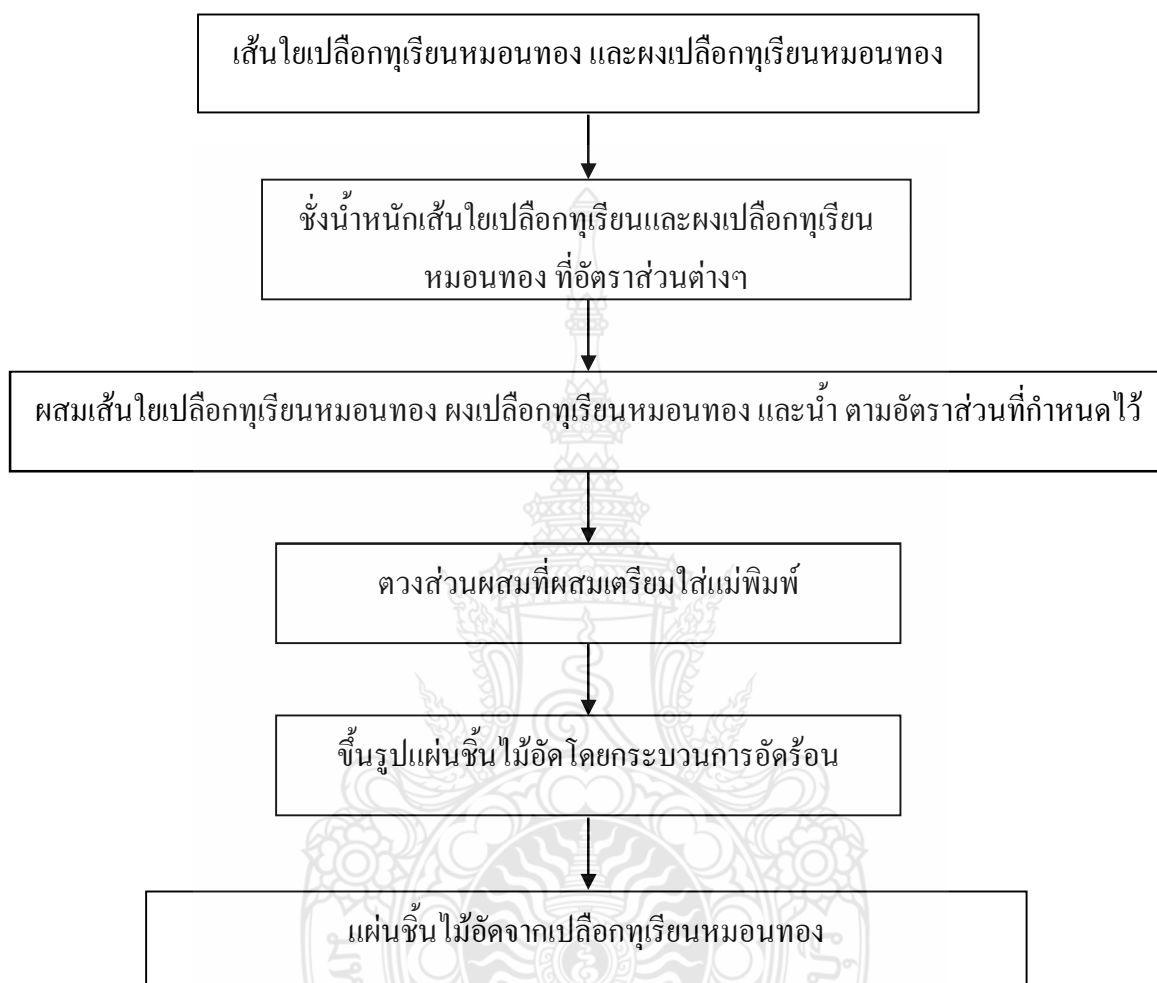 เส้นใยเปลือกทุเรียนหมอนทอง และผงเปลือกทุเรียนหมอนทอง
ชั่งน้ำหนักเส้นใยเปลือกทุเรียนและผงเปลือกทุเรียน
หมอนทอง ที่อัตราส่วนต่างๆ
ผสมเส้นใยเปลือกทุเรียนหมอนทอง ผงเปลือกทุเรียนหมอนทอง และน้ำ ตามอัตราส่วนที่กำหนดไว้
ตวงส่วนผสมที่ผสมเตรียมใส่แม่พิมพ์
ขึ้นรูปแผ่นชิ้นไม้อัดโดยกระบวนการอัดร้อน
แผ่นชิ้นไม้อัดจากเปลือกทุเรียนหมอนทอง